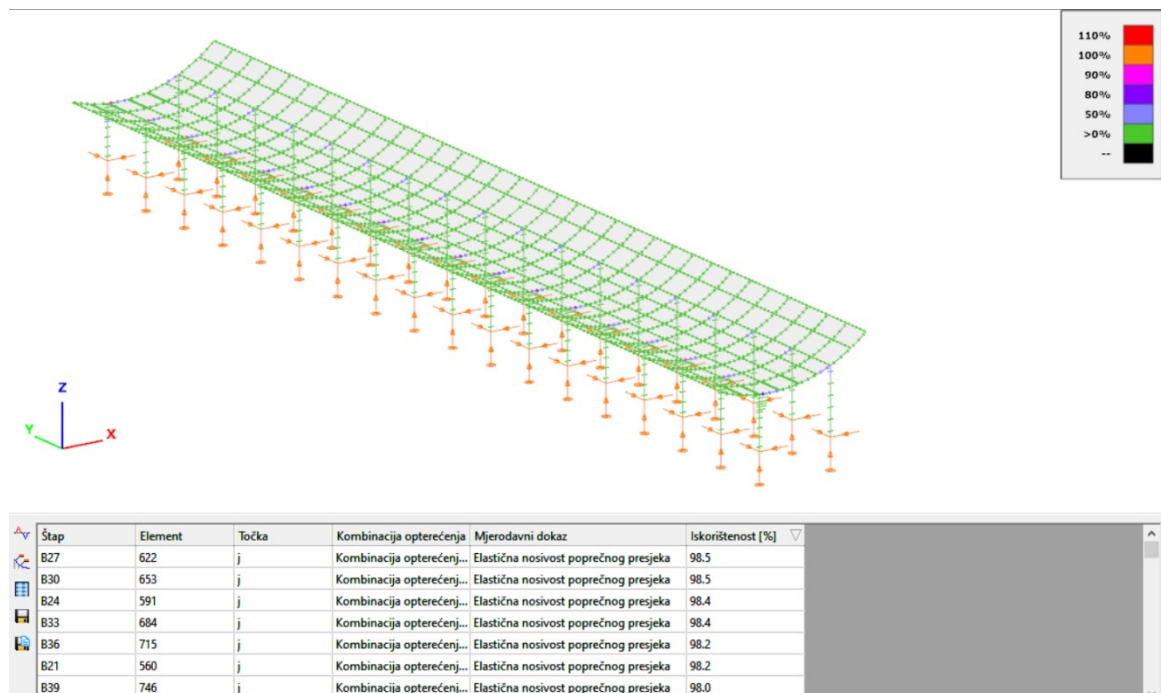 110%
100%
90%
80%
50%
>0%
--
Z
Y
X
Štap Element Točka Kombinacija opterećenja Mjerodavni dokaz Iskorištenost [%]
B27 622 j Kombinacija opterećenj... Elastična nosivost poprečnog presjeka 98.5
B30 653 j Kombinacija opterećenj... Elastična nosivost poprečnog presjeka 98.5
B24 591 j Kombinacija opterećenj... Elastična nosivost poprečnog presjeka 98.4
B33 684 j Kombinacija opterećenj... Elastična nosivost poprečnog presjeka 98.4
B36 715 j Kombinacija opterećenj... Elastična nosivost poprečnog presjeka 98.2
B21 560 j Kombinacija opterećenj... Elastična nosivost poprečnog presjeka 98.2
B39 746 j Kombinacija opterećenj... Elastična nosivost poprečnog presjeka 98.0